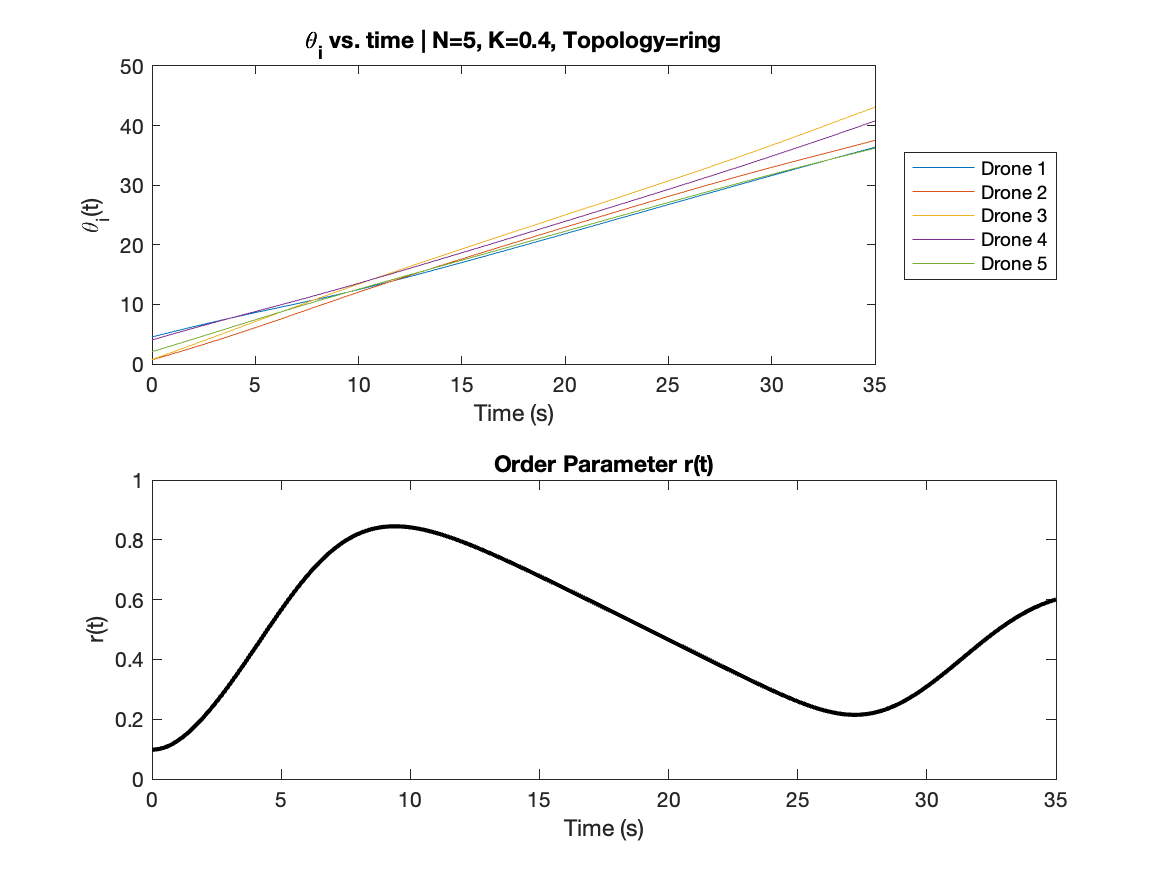 θi vs. time | N=5, K=0.4, Topology=ring
50
40
30
20
10
0
θi(t)
0 5 10 15 20 25 30 35
Time (s)
Drone 1
Drone 2
Drone 3
Drone 4
Drone 5
Order Parameter r(t)
1
0.8
0.6
0.4
0.2
0
r(t)
0 5 10 15 20 25 30 35
Time (s)